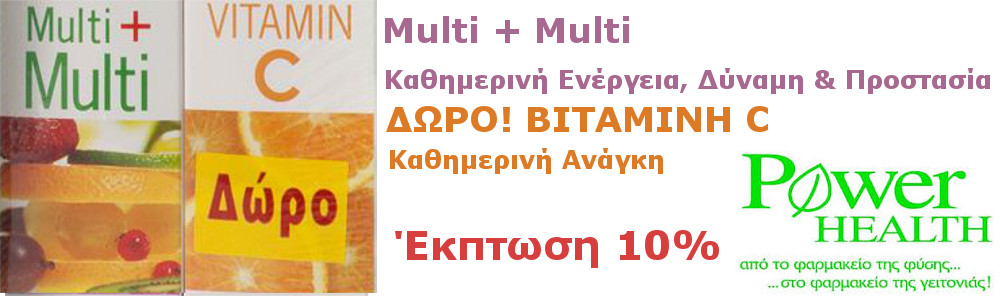 Multi +
Multi
VITAMIN
C
Δώρο
Multi + Multi
Καθημερινή Ενέργεια, Δύναμη & Προστασία
ΔΩΡΟ! ΒΙΤΑΜΙΝΗ C
Καθημερινή Ανάγκη
Έκπτωση 10%
Power
HEALTH
από το φαρμακείο της φύσης...
...στο φαρμακείο της γειτονιάς!